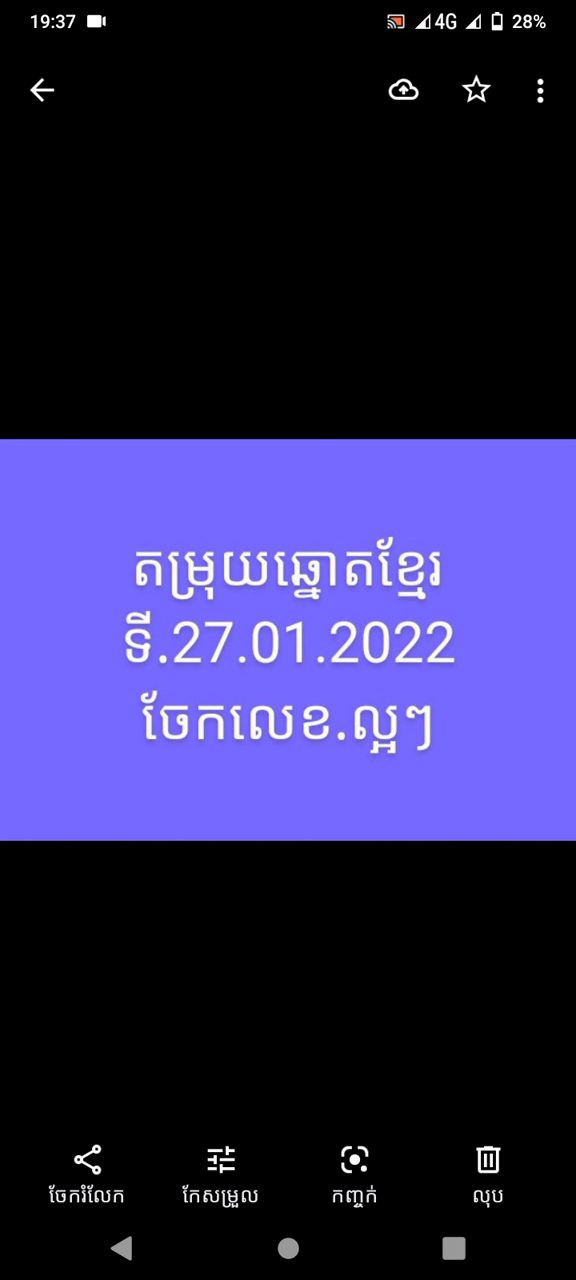 19:37 4G 28%
តម្រុយឆ្នោតខ្មែរ
ទី.27.01.2022
ចែកលេខ.ល្អៗ
ចែករំលែក កែសម្រួល កញ្ចក់ លុប